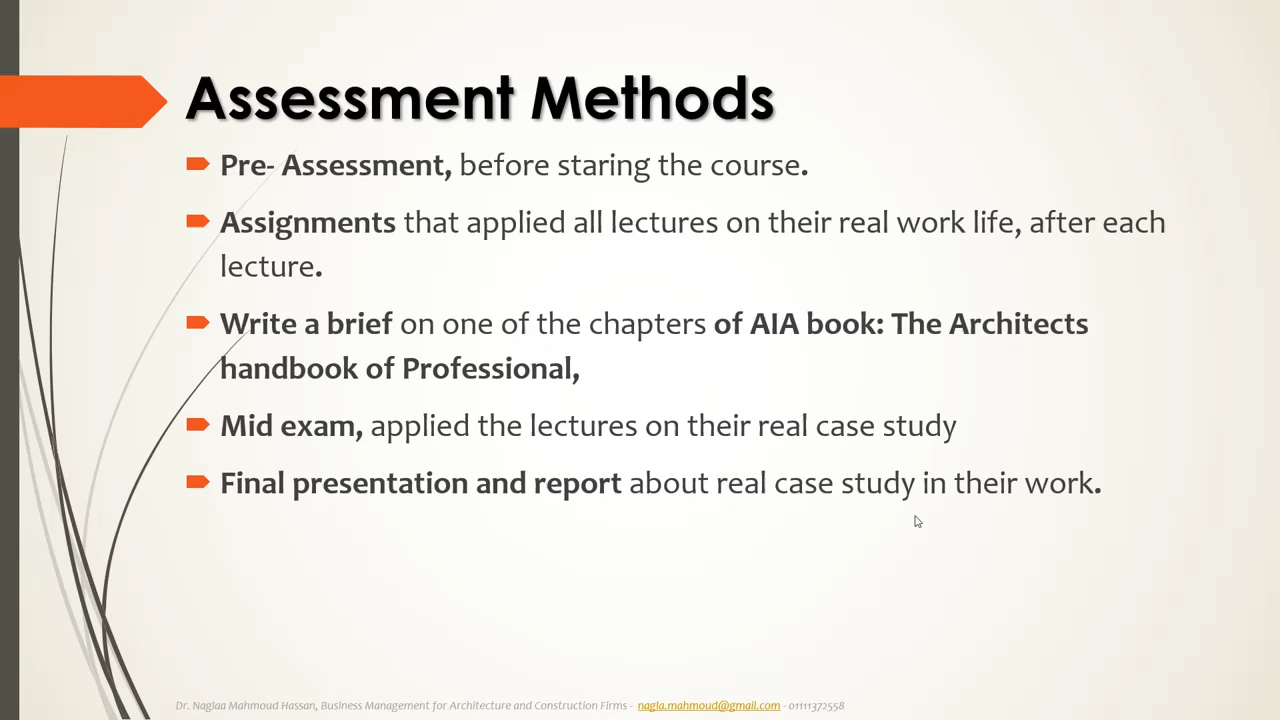 Assessment Methods
Pre- Assessment, before staring the course.
Assignments that applied all lectures on their real work life, after each
lecture.
Write a brief on one of the chapters of AIA book: The Architects
handbook of Professional,
Mid exam, applied the lectures on their real case study
Final presentation and report about real case study in their work.
Dr. Naglaa Mahmoud Hassan, Business Management for Architecture and Construction Firms - nagla.mahmoud@gmail.com - 01111372558